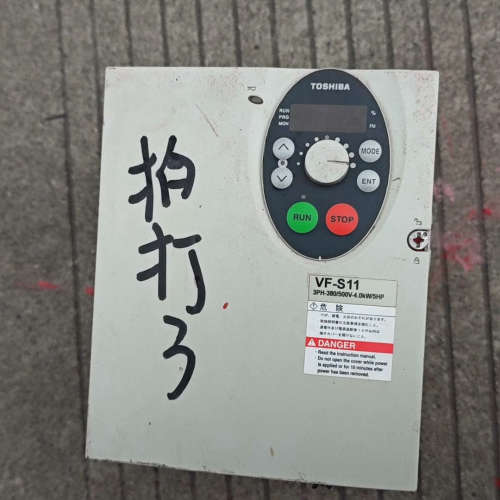 TOSHIBA
RUN
PRG
MON
%
Hz
MODE
ENT
RUN
STOP
拍
打
3
VF-S11
3PH-380/500V-4.0kW/5HP
危 険
DANGER
・Read the instruction manual.
・Do not open the cover while power
is applied or for 10 minutes after
power has been removed.